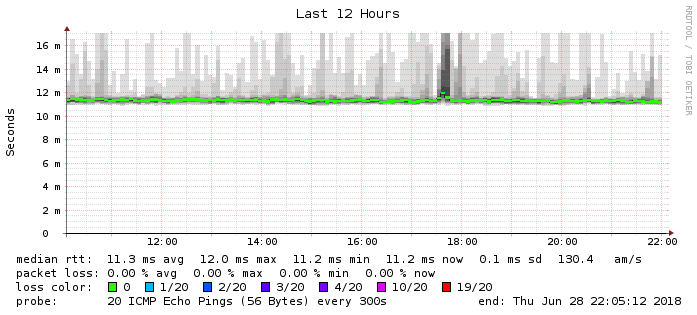 Last 12 Hours
RRDTOOL / TOBI OETIKER
Seconds
16 m
14 m
12 m
10 m
8 m
6 m
4 m
2 m
0
12:00 14:00 16:00 18:00 20:00 22:00
median rtt: 11.3 ms avg 12.0 ms max 11.2 ms min 11.2 ms now 0.1 ms sd 130.4 am/s
packet loss: 0.00 % avg 0.00 % max 0.00 % min 0.00 % now
loss color: 0 1/20 2/20 3/20 4/20 10/20 19/20
probe: 20 ICMP Echo Pings (56 Bytes) every 300s end: Thu Jun 28 22:05:12 2018